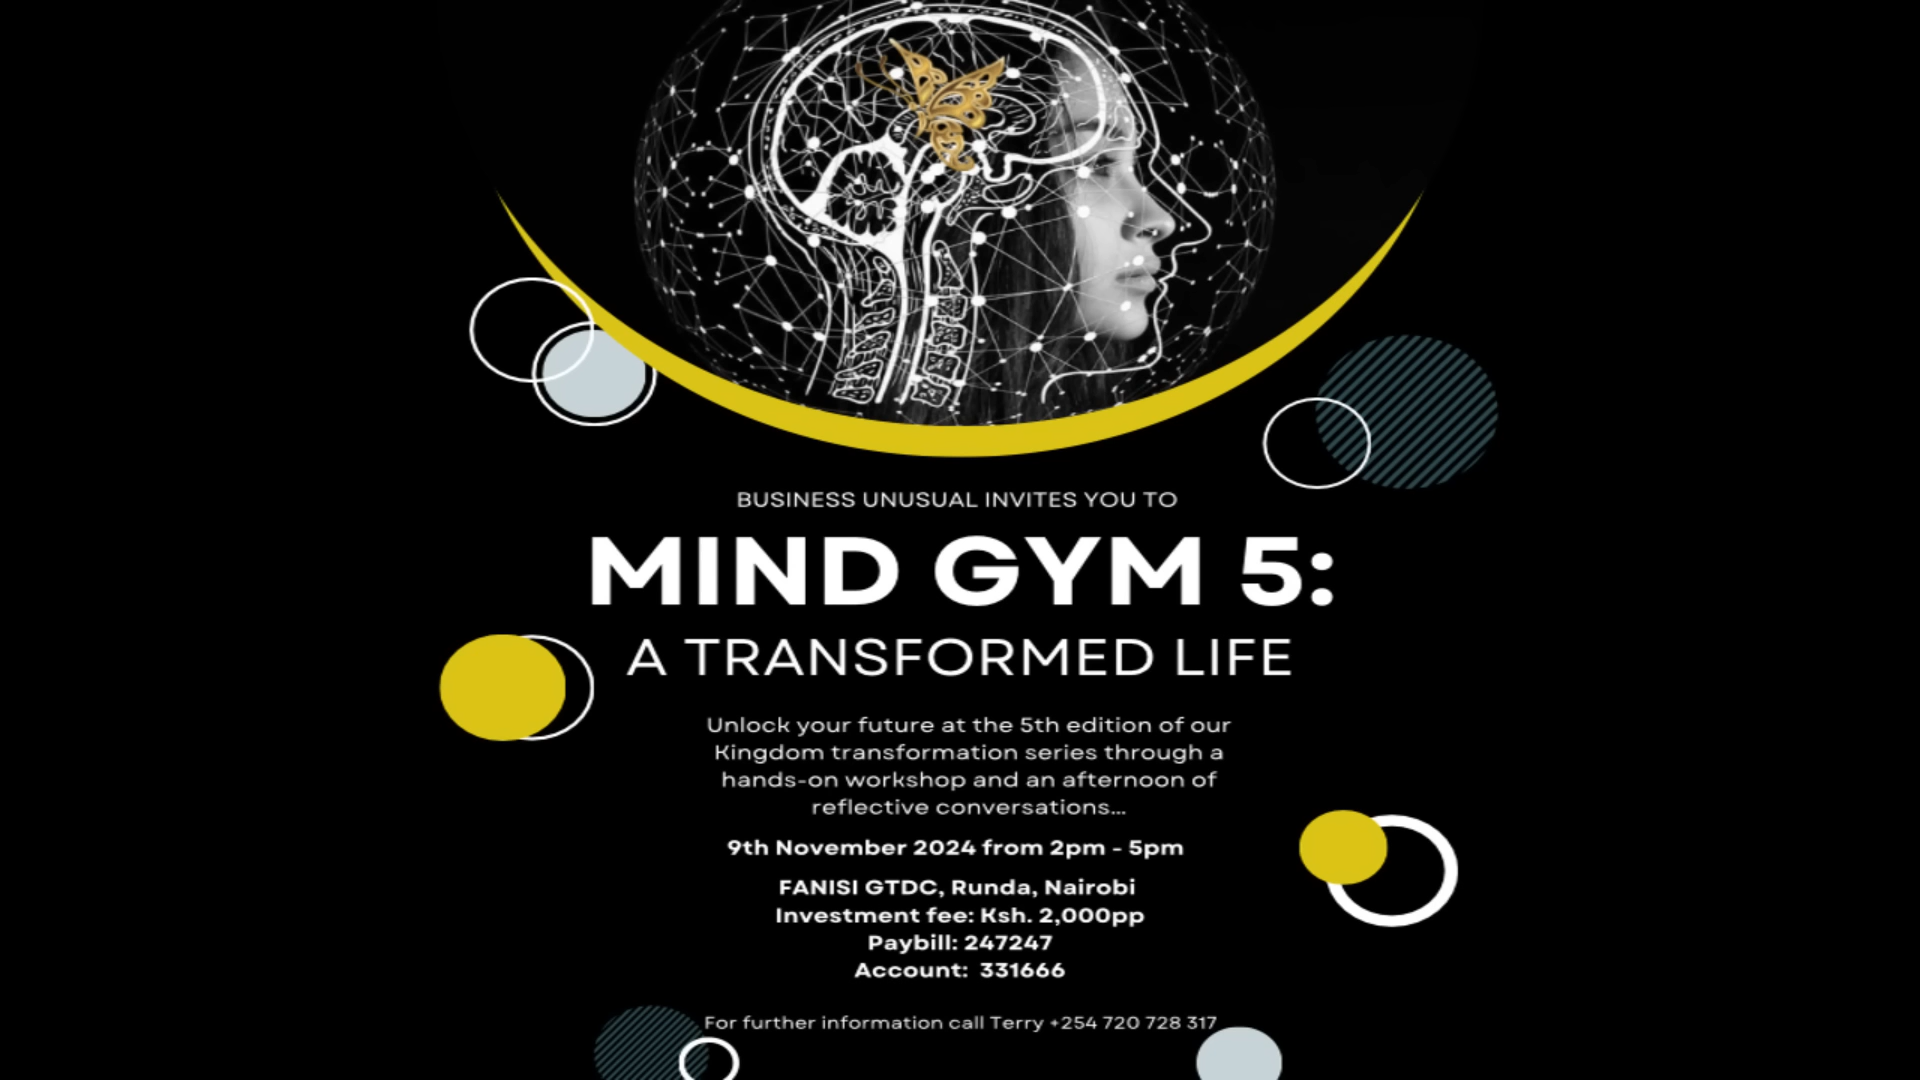 BUSINESS UNUSUAL INVITES YOU TO
MIND GYM 5:
A TRANSFORMED LIFE
Unlock your future at the 5th edition of our
Kingdom transformation series through a
hands-on workshop and an afternoon of
reflective conversations...
9th November 2024 from 2pm - 5pm
FANISI GTDC, Runda, Nairobi
Investment fee: Ksh. 2,000pp
Paybill: 247247
Account: 331666
For further information call Terry +254 720 728 317